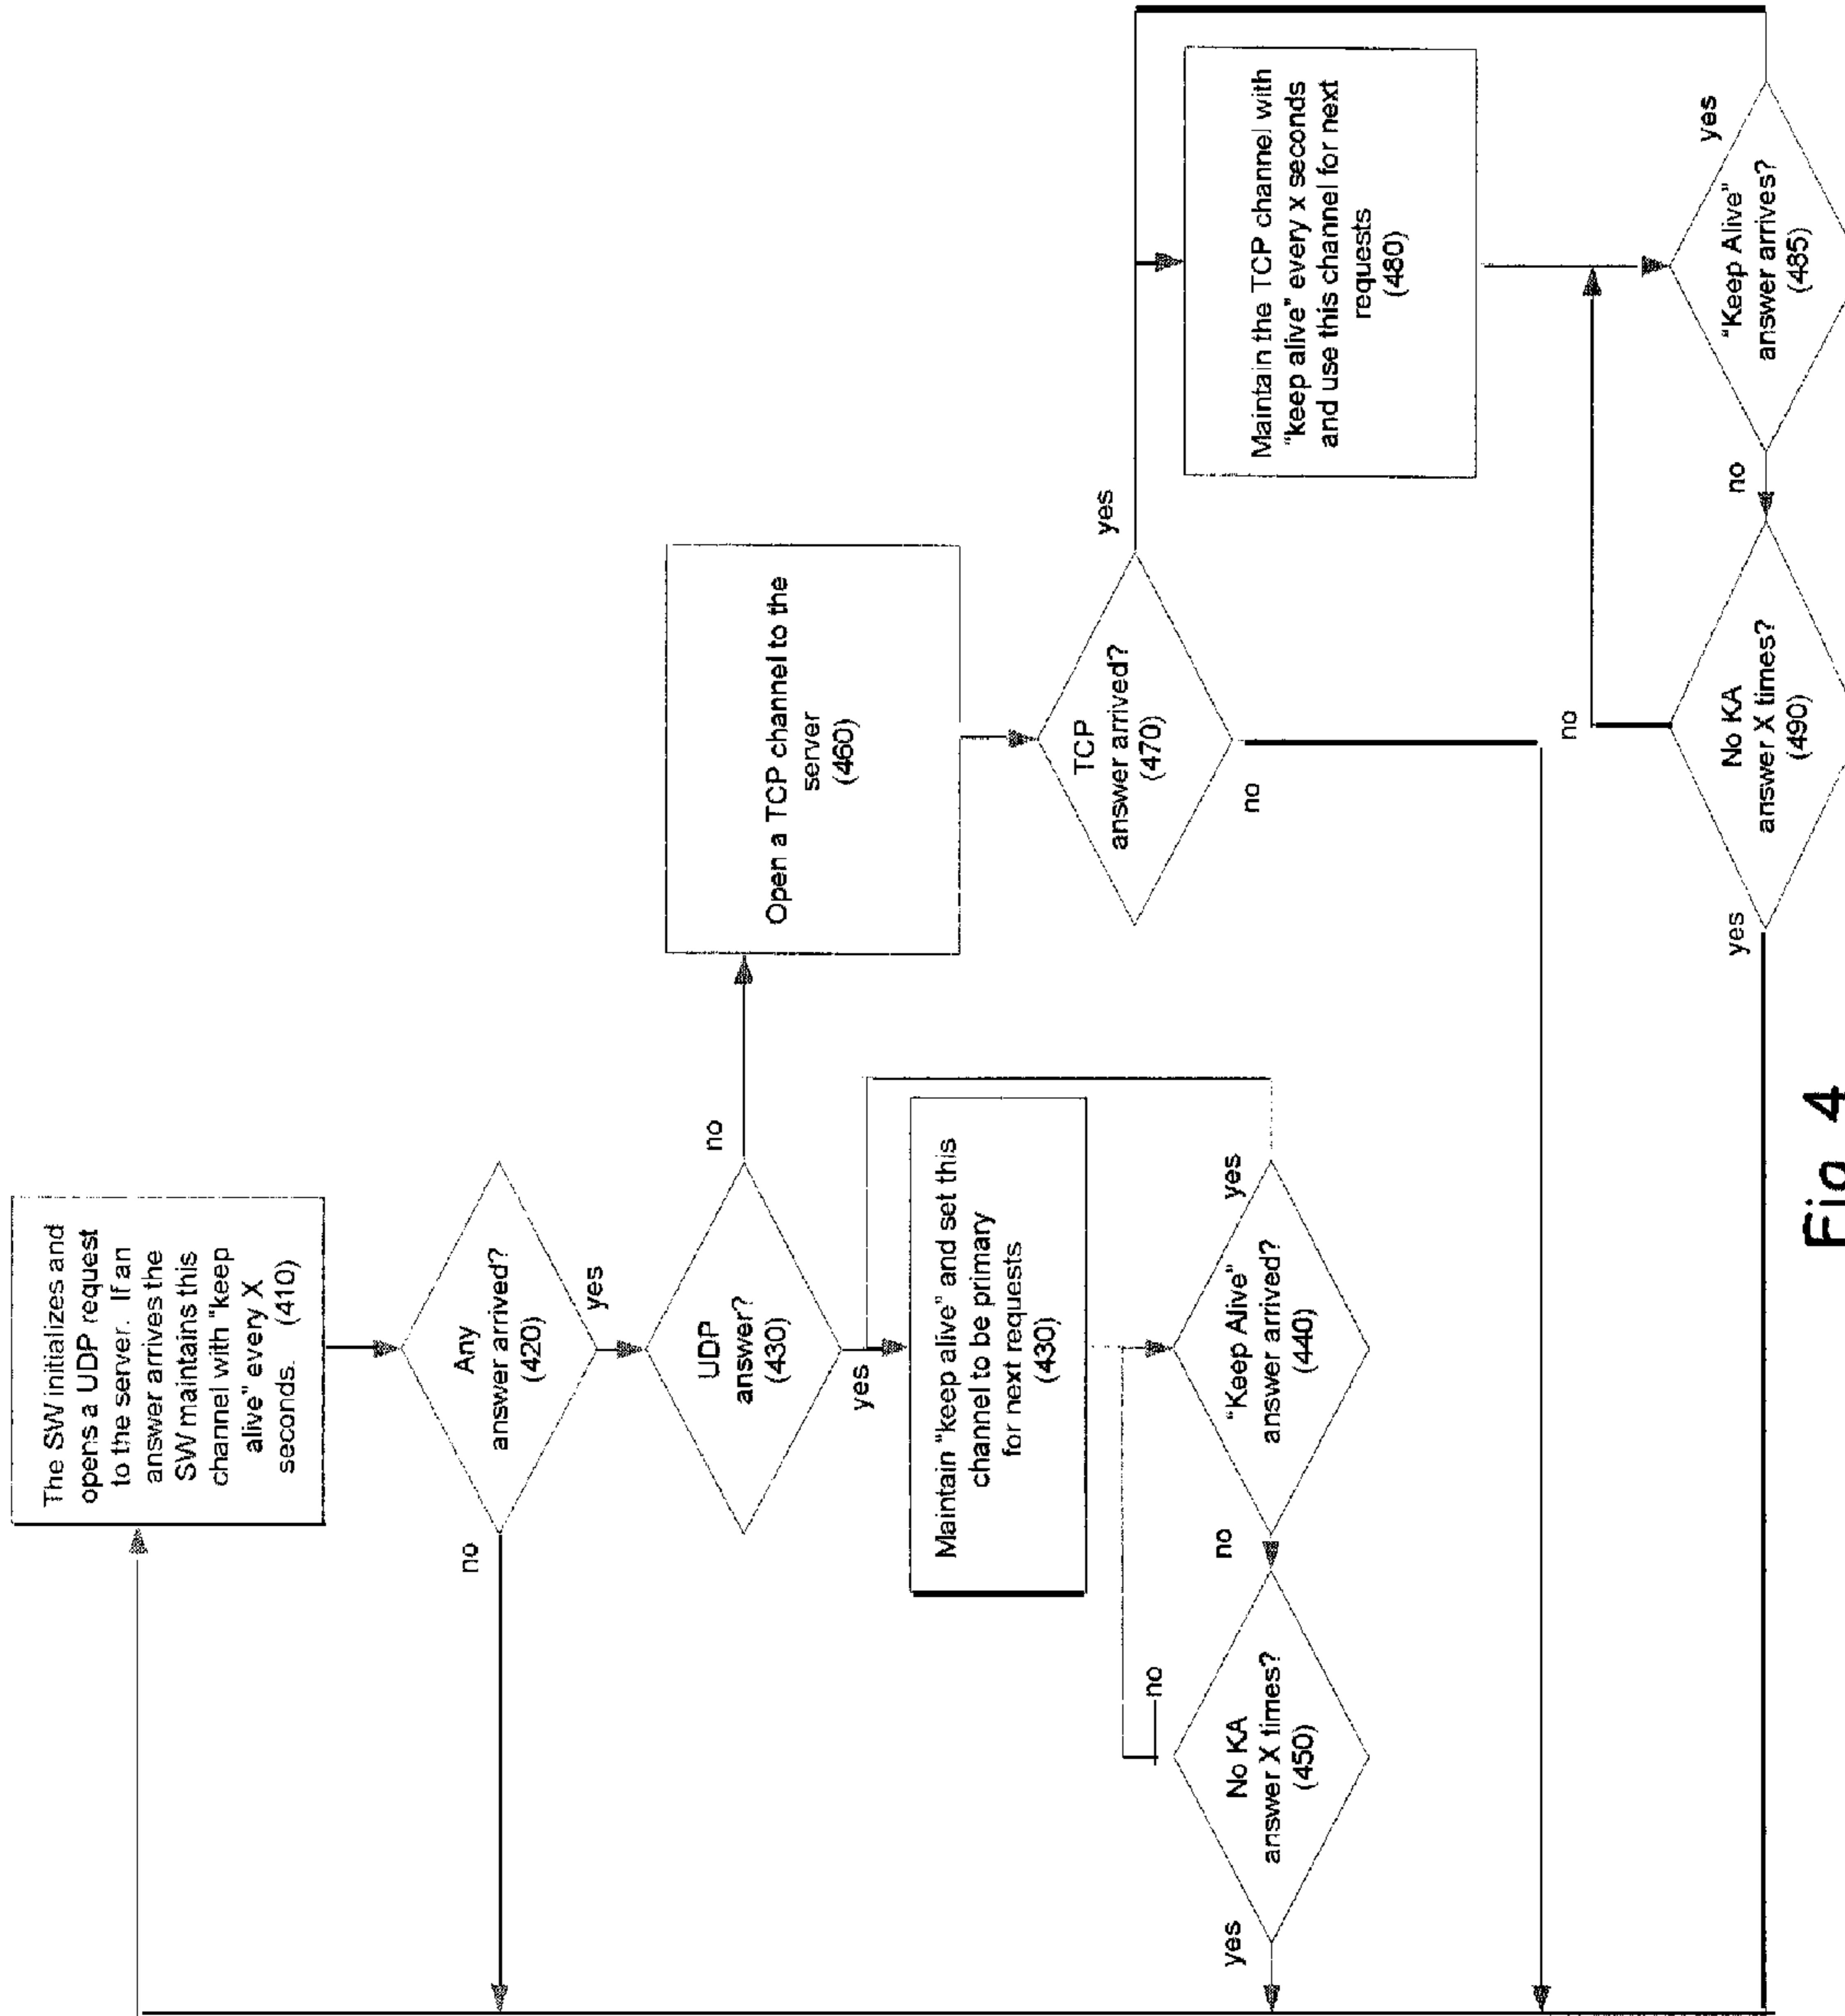 The SW initializes and
opens a UDP request
to the server. If an
answer arrives the
SW maintains this
channel with "keep
alive" every X
seconds. (410)
Any
answer arrived?
(420)
no
yes
UDP
answer?
(430)
no
yes
Maintain "keep alive" and set this
channel to be primary
for next requests
(430)
"Keep Alive"
answer arrived?
(440)
yes
no
No KA
answer X times?
(450)
no
yes
Open a TCP channel to the
server
(460)
TCP
answer arrived?
(470)
yes
no
Maintain the TCP channel with
"keep alive" every x seconds
and use this channel for next
requests
(480)
"Keep Alive"
answer arrives?
(485)
yes
no
No KA
answer X times?
(490)
no
yes
Fig. 4